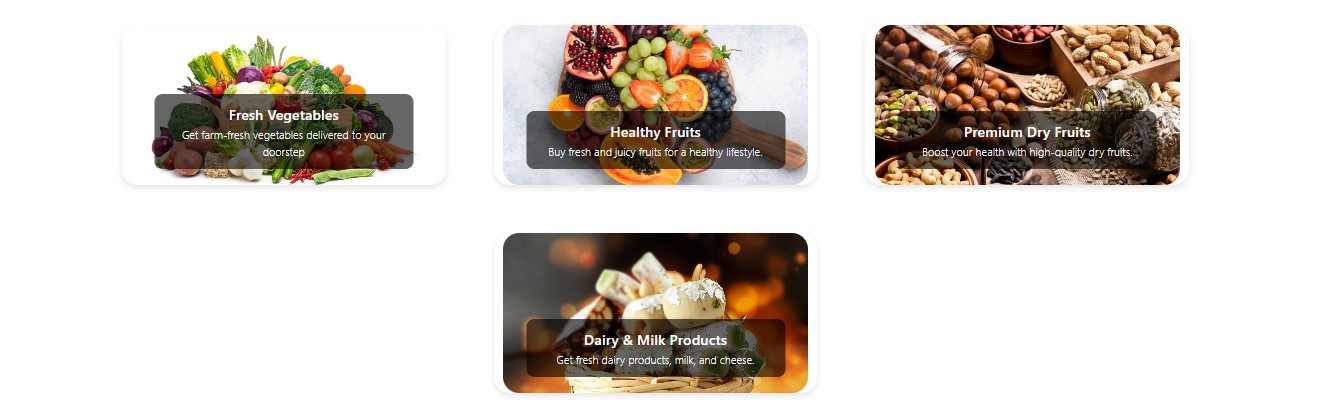 Fresh Vegetables
Get farm-fresh vegetables delivered to your
doorstep
Healthy Fruits
Buy fresh and juicy fruits for a healthy lifestyle.
Premium Dry Fruits
Boost your health with high-quality dry fruits.
Dairy & Milk Products
Get fresh dairy products, milk, and cheese.